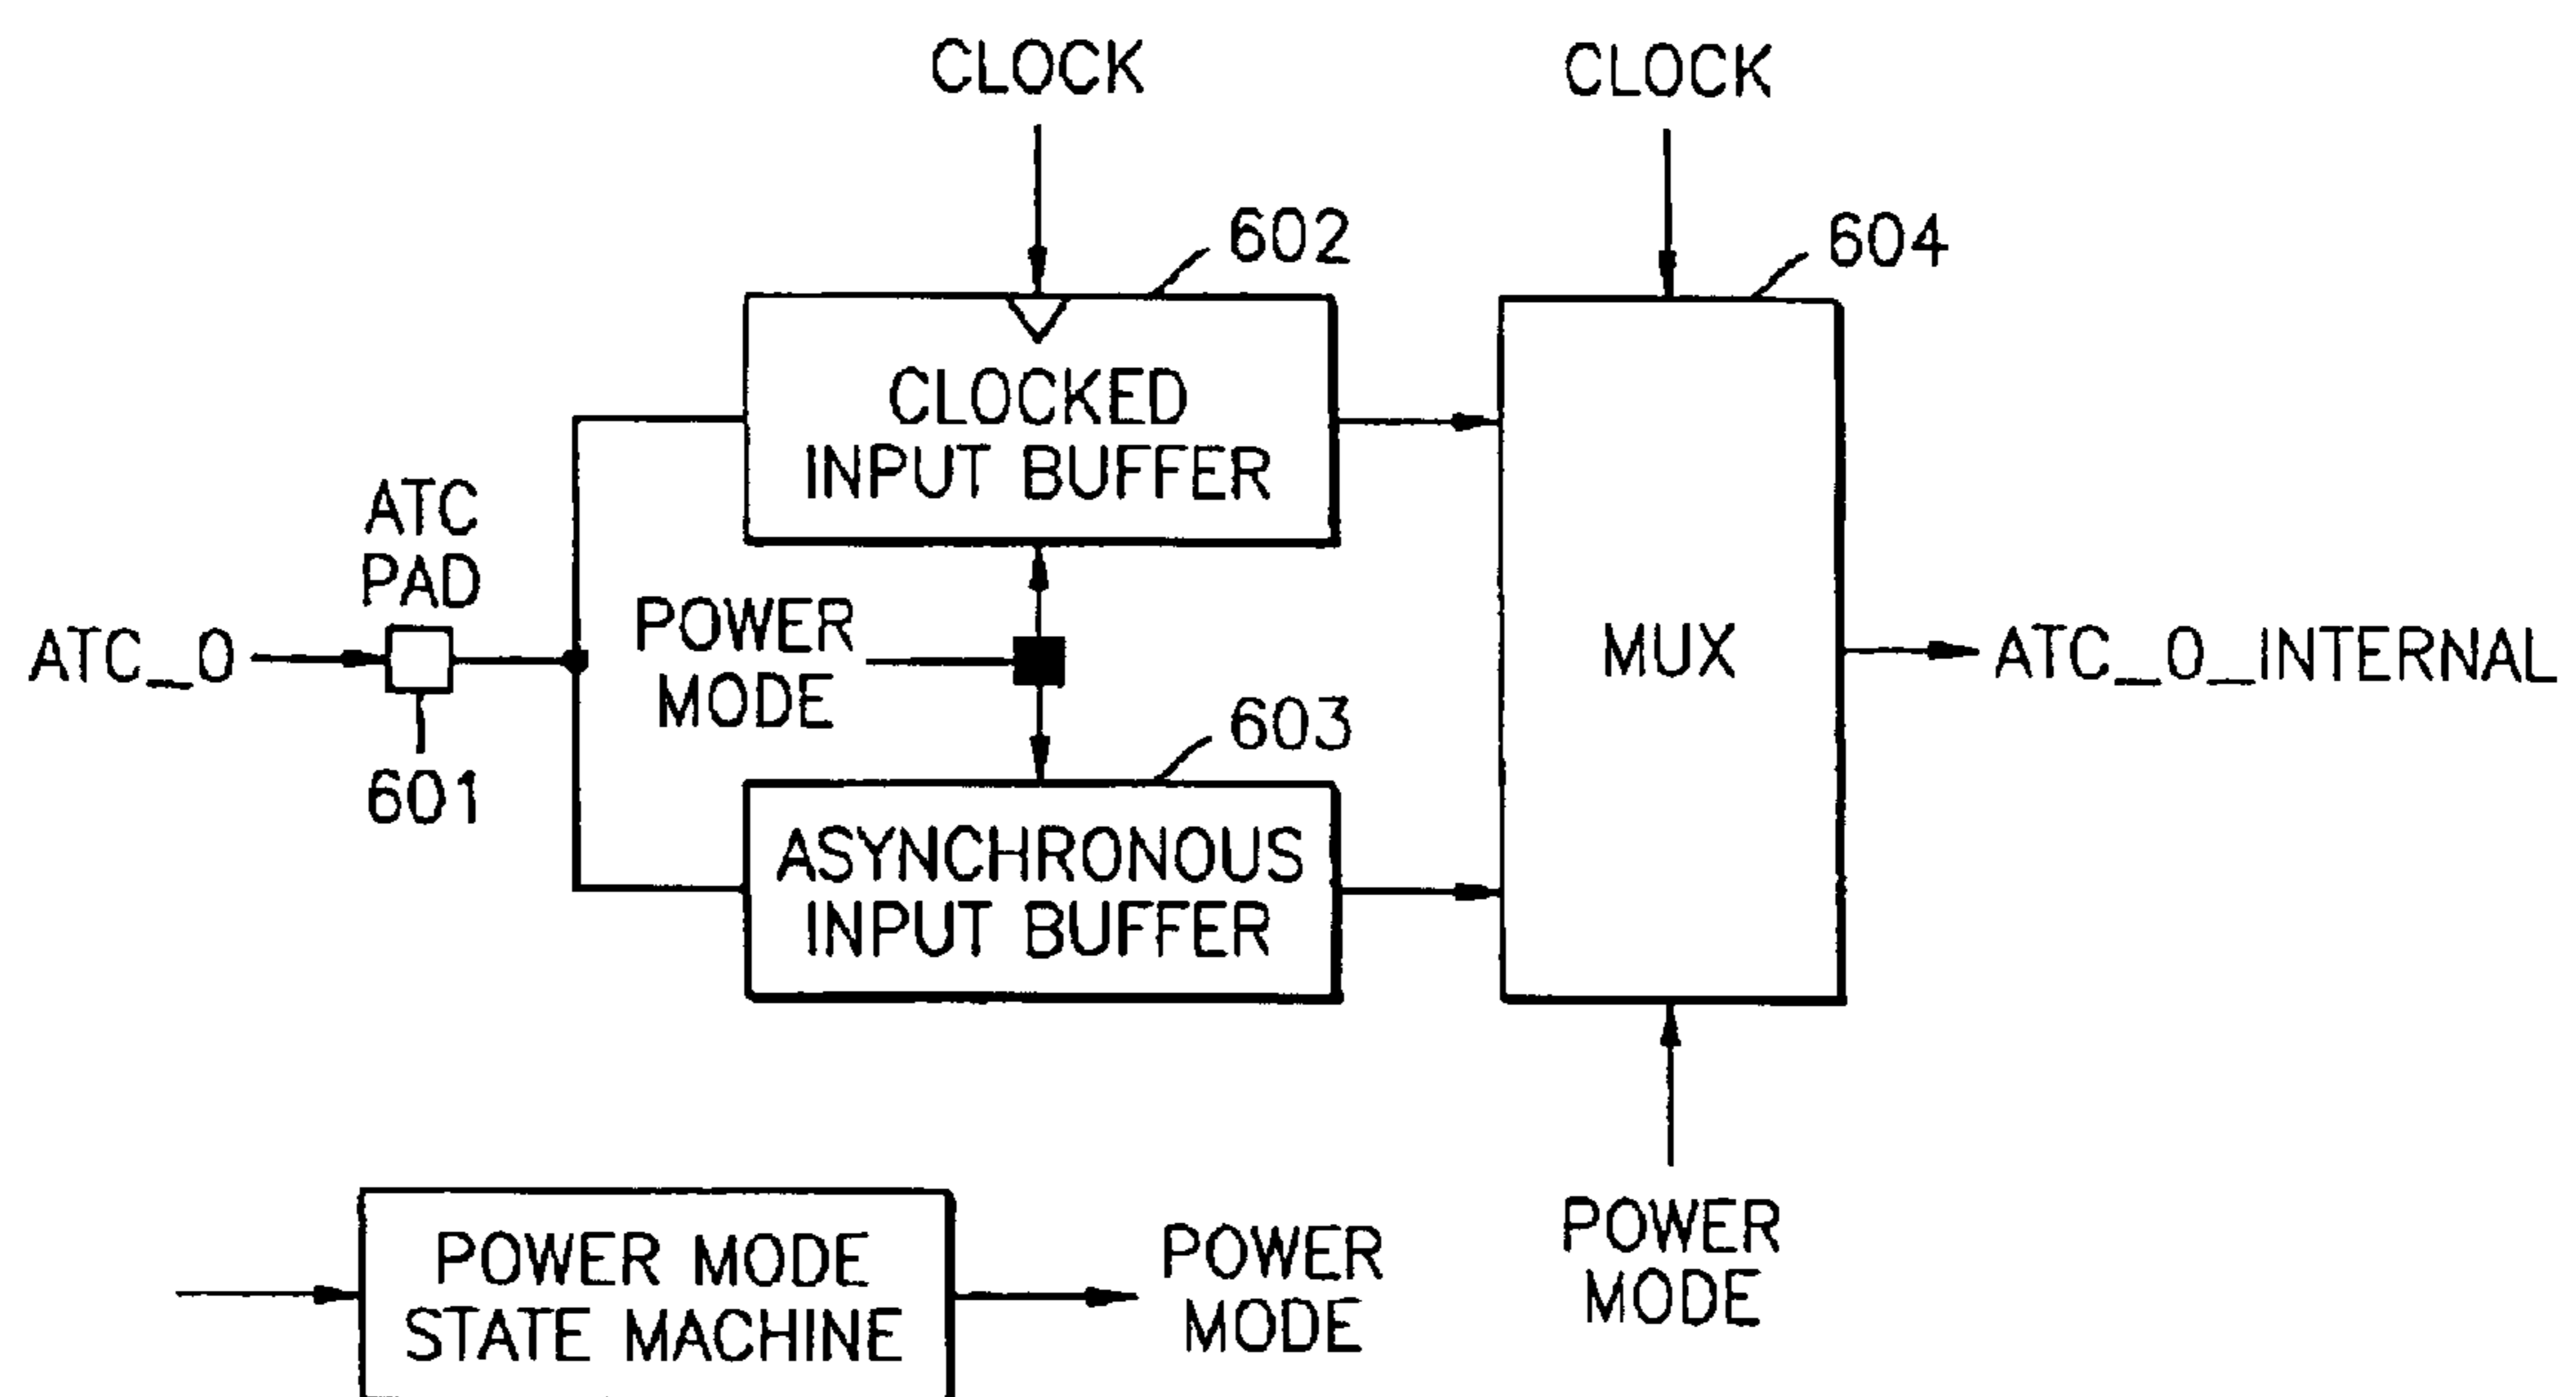 CLOCK
CLOCK
602
604
CLOCKED
INPUT BUFFER
ATC
PAD
ATC_0
601
POWER
MODE
603
ASYNCHRONOUS
INPUT BUFFER
MUX
ATC_0_INTERNAL
POWER
MODE
POWER MODE
STATE MACHINE
POWER
MODE